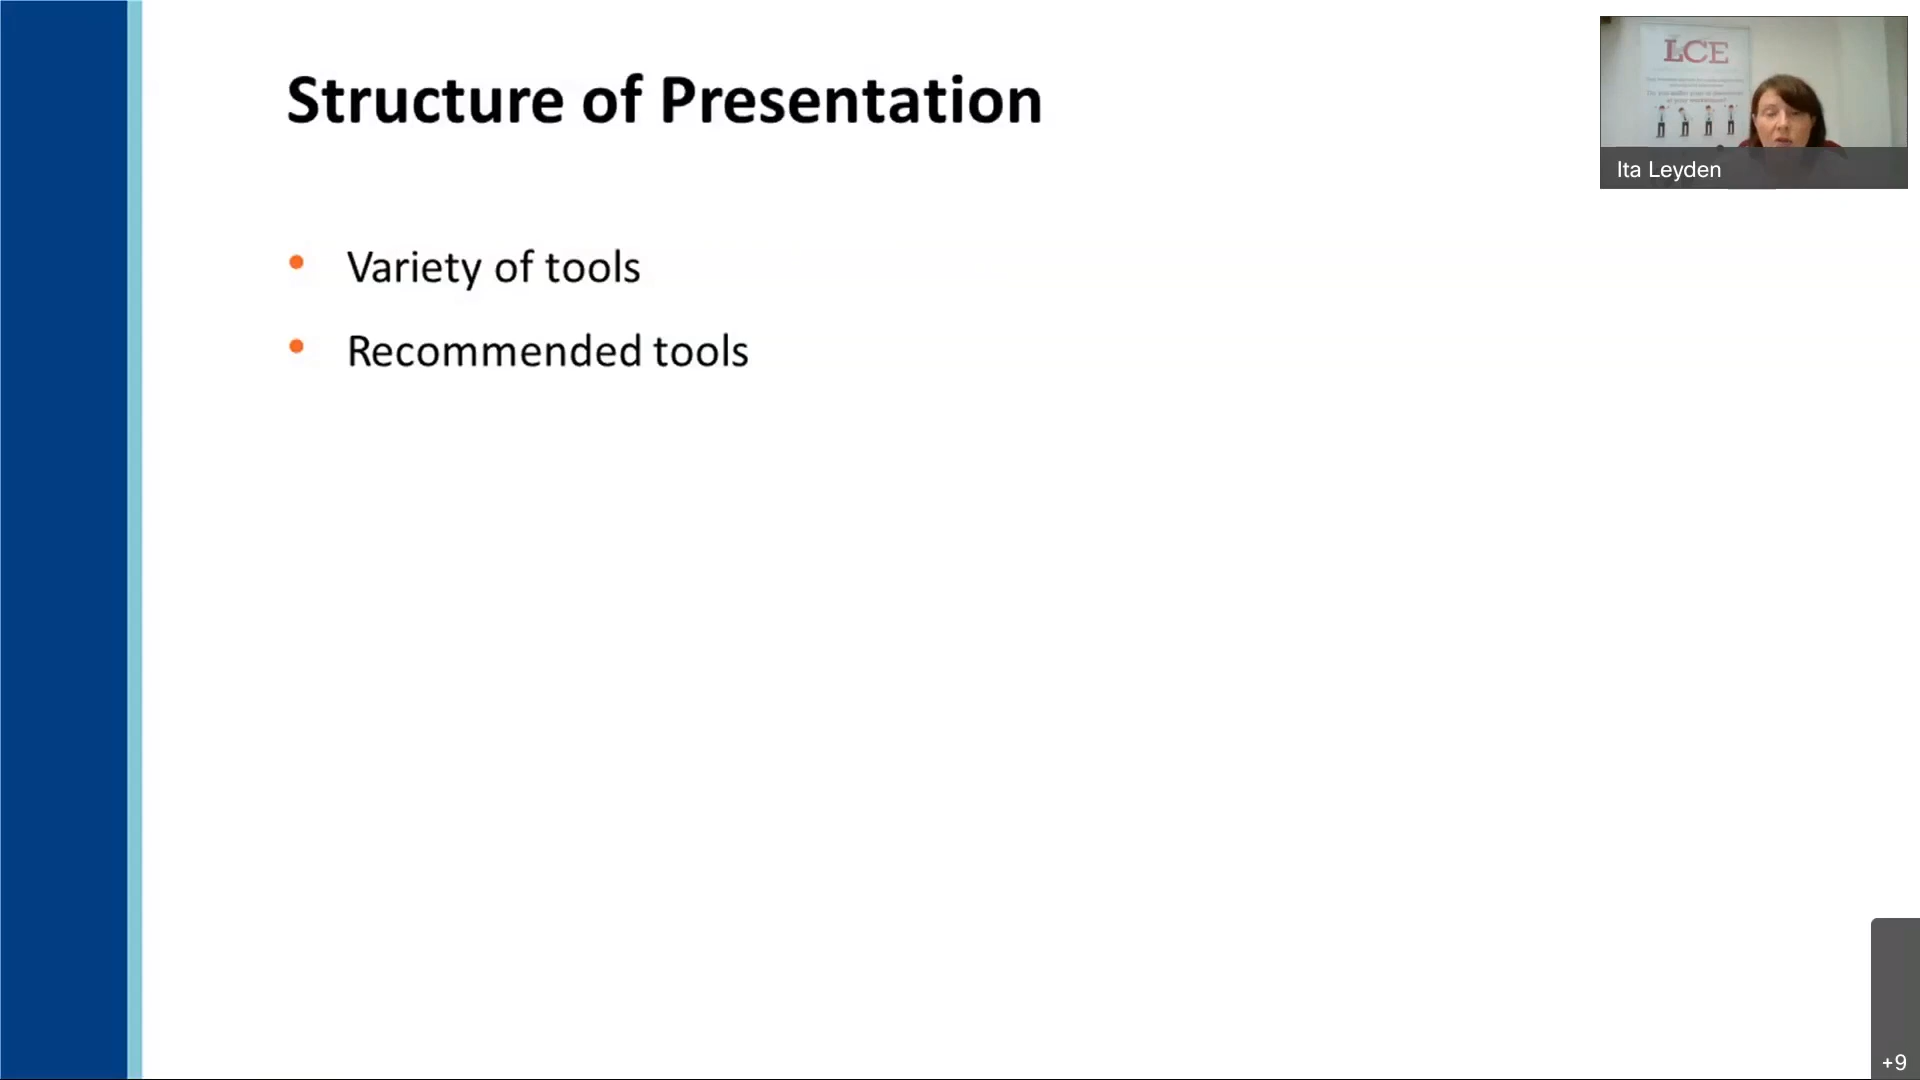 Structure of Presentation
• Variety of tools
• Recommended tools
LCE
Ita Leyden
+9